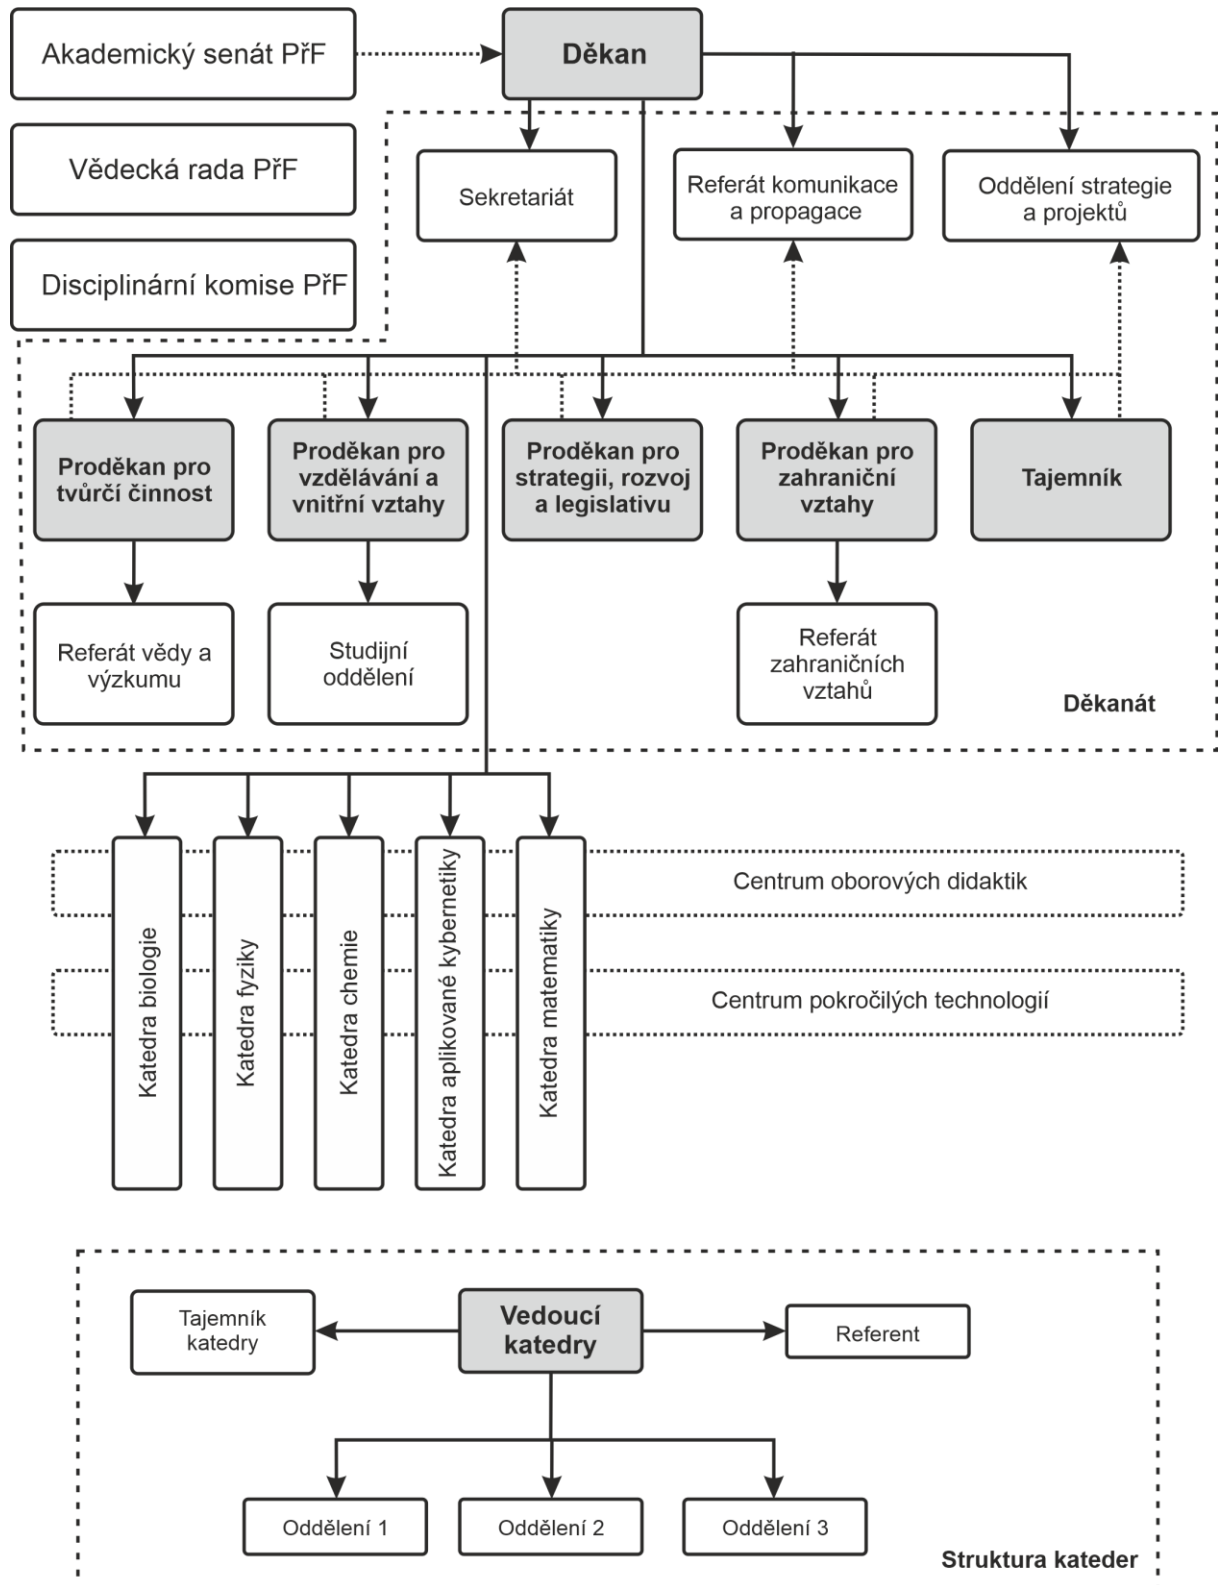 Akademický senát PřF
Děkan
Vědecká rada PřF
Disciplinární komise PřF
Sekretariát
Referát komunikace
a propagace
Oddělení strategie
a projektů
Proděkan pro
tvůrčí činnost
Proděkan pro
vzdělávání a
vnitřní vztahy
Proděkan pro
strategii, rozvoj
a legislativu
Proděkan pro
zahraniční
vztahy
Tajemník
Referát vědy a
výzkumu
Studijní
oddělení
Referát
zahraničních
vztahů
Děkanát
Katedra biologie
Katedra fyziky
Katedra chemie
Katedra aplikované kybernetiky
Katedra matematiky
Centrum oborových didaktik
Centrum pokročilých technologií
Tajemník
katedry
Vedoucí
katedry
Referent
Oddělení 1
Oddělení 2
Oddělení 3
Struktura kateder